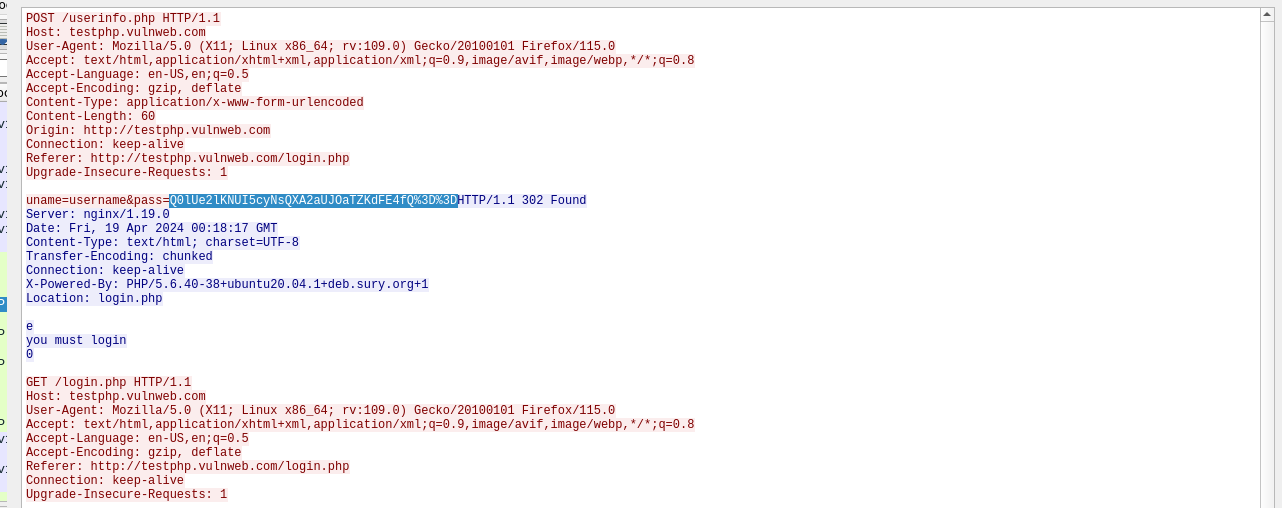 POST /userinfo.php HTTP/1.1
Host: testphp.vulnweb.com
User-Agent: Mozilla/5.0 (X11; Linux x86_64; rv:109.0) Gecko/20100101 Firefox/115.0
Accept: text/html,application/xhtml+xml,application/xml;q=0.9,image/avif,image/webp,*/*;q=0.8
Accept-Language: en-US,en;q=0.5
Accept-Encoding: gzip, deflate
Content-Type: application/x-www-form-urlencoded
Content-Length: 60
Origin: http://testphp.vulnweb.com
Connection: keep-alive
Referer: http://testphp.vulnweb.com/login.php
Upgrade-Insecure-Requests: 1
uname=username&pass=Q0lUe2lKNUI5cyNsQXA2aUJOaTZKdFE4fQ%3D%3DHTTP/1.1 302 Found
Server: nginx/1.19.0
Date: Fri, 19 Apr 2024 00:18:17 GMT
Content-Type: text/html; charset=UTF-8
Transfer-Encoding: chunked
Connection: keep-alive
X-Powered-By: PHP/5.6.40-38+ubuntu20.04.1+deb.sury.org+1
Location: login.php
e
you must login
0
GET /login.php HTTP/1.1
Host: testphp.vulnweb.com
User-Agent: Mozilla/5.0 (X11; Linux x86_64; rv:109.0) Gecko/20100101 Firefox/115.0
Accept: text/html,application/xhtml+xml,application/xml;q=0.9,image/avif,image/webp,*/*;q=0.8
Accept-Language: en-US,en;q=0.5
Accept-Encoding: gzip, deflate
Referer: http://testphp.vulnweb.com/login.php
Connection: keep-alive
Upgrade-Insecure-Requests: 1